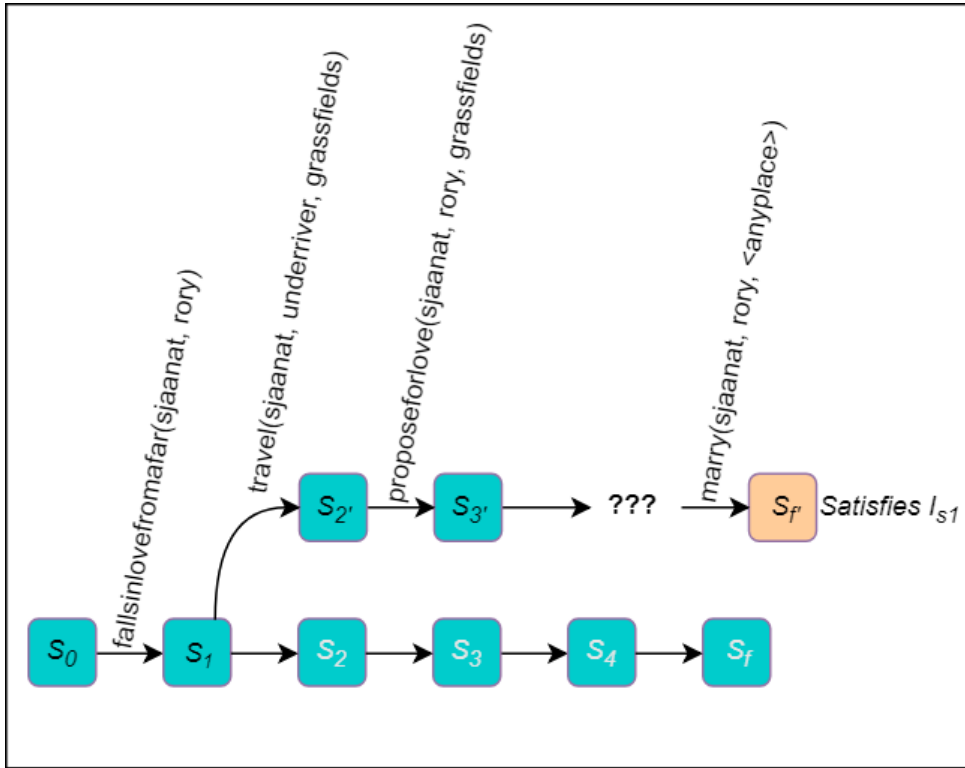 fallsinlovefromafar(sjaanat, rory)
travel(sjaanat, underriver, grassfields)
proposeforlove(sjaanat, rory, grassfields)
marry(sjaanat, rory, <anyplace>)
S2' S3' ??? Sf' Satisfies Is1
S0 S1 S2 S3 S4 Sf